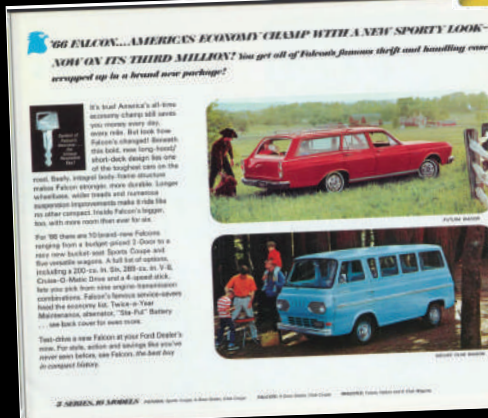 '66 FALCON...AMERICA'S ECONOMY CHAMP WITH A NEW SPORTY LOOK—
NOW ON ITS THIRD MILLION! You get all of Falcon's famous thrift and handling ease
wrapped up in a brand new package!
It's true! America's all-time
economy champ still saves
you money every day,
every mile. But look how
Falcon's changed! Beneath
this bold, new long-hood/
short-deck design lies one
of the toughest cars on the
road. Beefy, integral body-frame structure
makes Falcon stronger, more durable. Longer
wheelbase, wider treads and numerous
suspension improvements make it ride like
no other compact. Inside Falcon's bigger,
too, with more room than ever for six.
For '66 there are 10 brand-new Falcons
ranging from a budget-priced 2-Door to a
racy new bucket-seat Sports Coupe and
five versatile wagons. A full list of options,
including a 200-cu. in. Six, 289-cu. in. V-8,
Cruise-O-Matic Drive and a 4-speed stick,
lets you pick from nine engine-transmission
combinations. Falcon's famous service-savers
head the economy list. Twice-a-Year
Maintenance, alternator, "Sta-Ful" Battery
... see back cover for even more.
Test-drive a new Falcon at your Ford Dealer's
now. For style, action and savings like you've
never seen before, see Falcon, the best buy
in compact history.
FUTURA WAGON
CLUB WAGON
3 SERIES, 10 MODELS